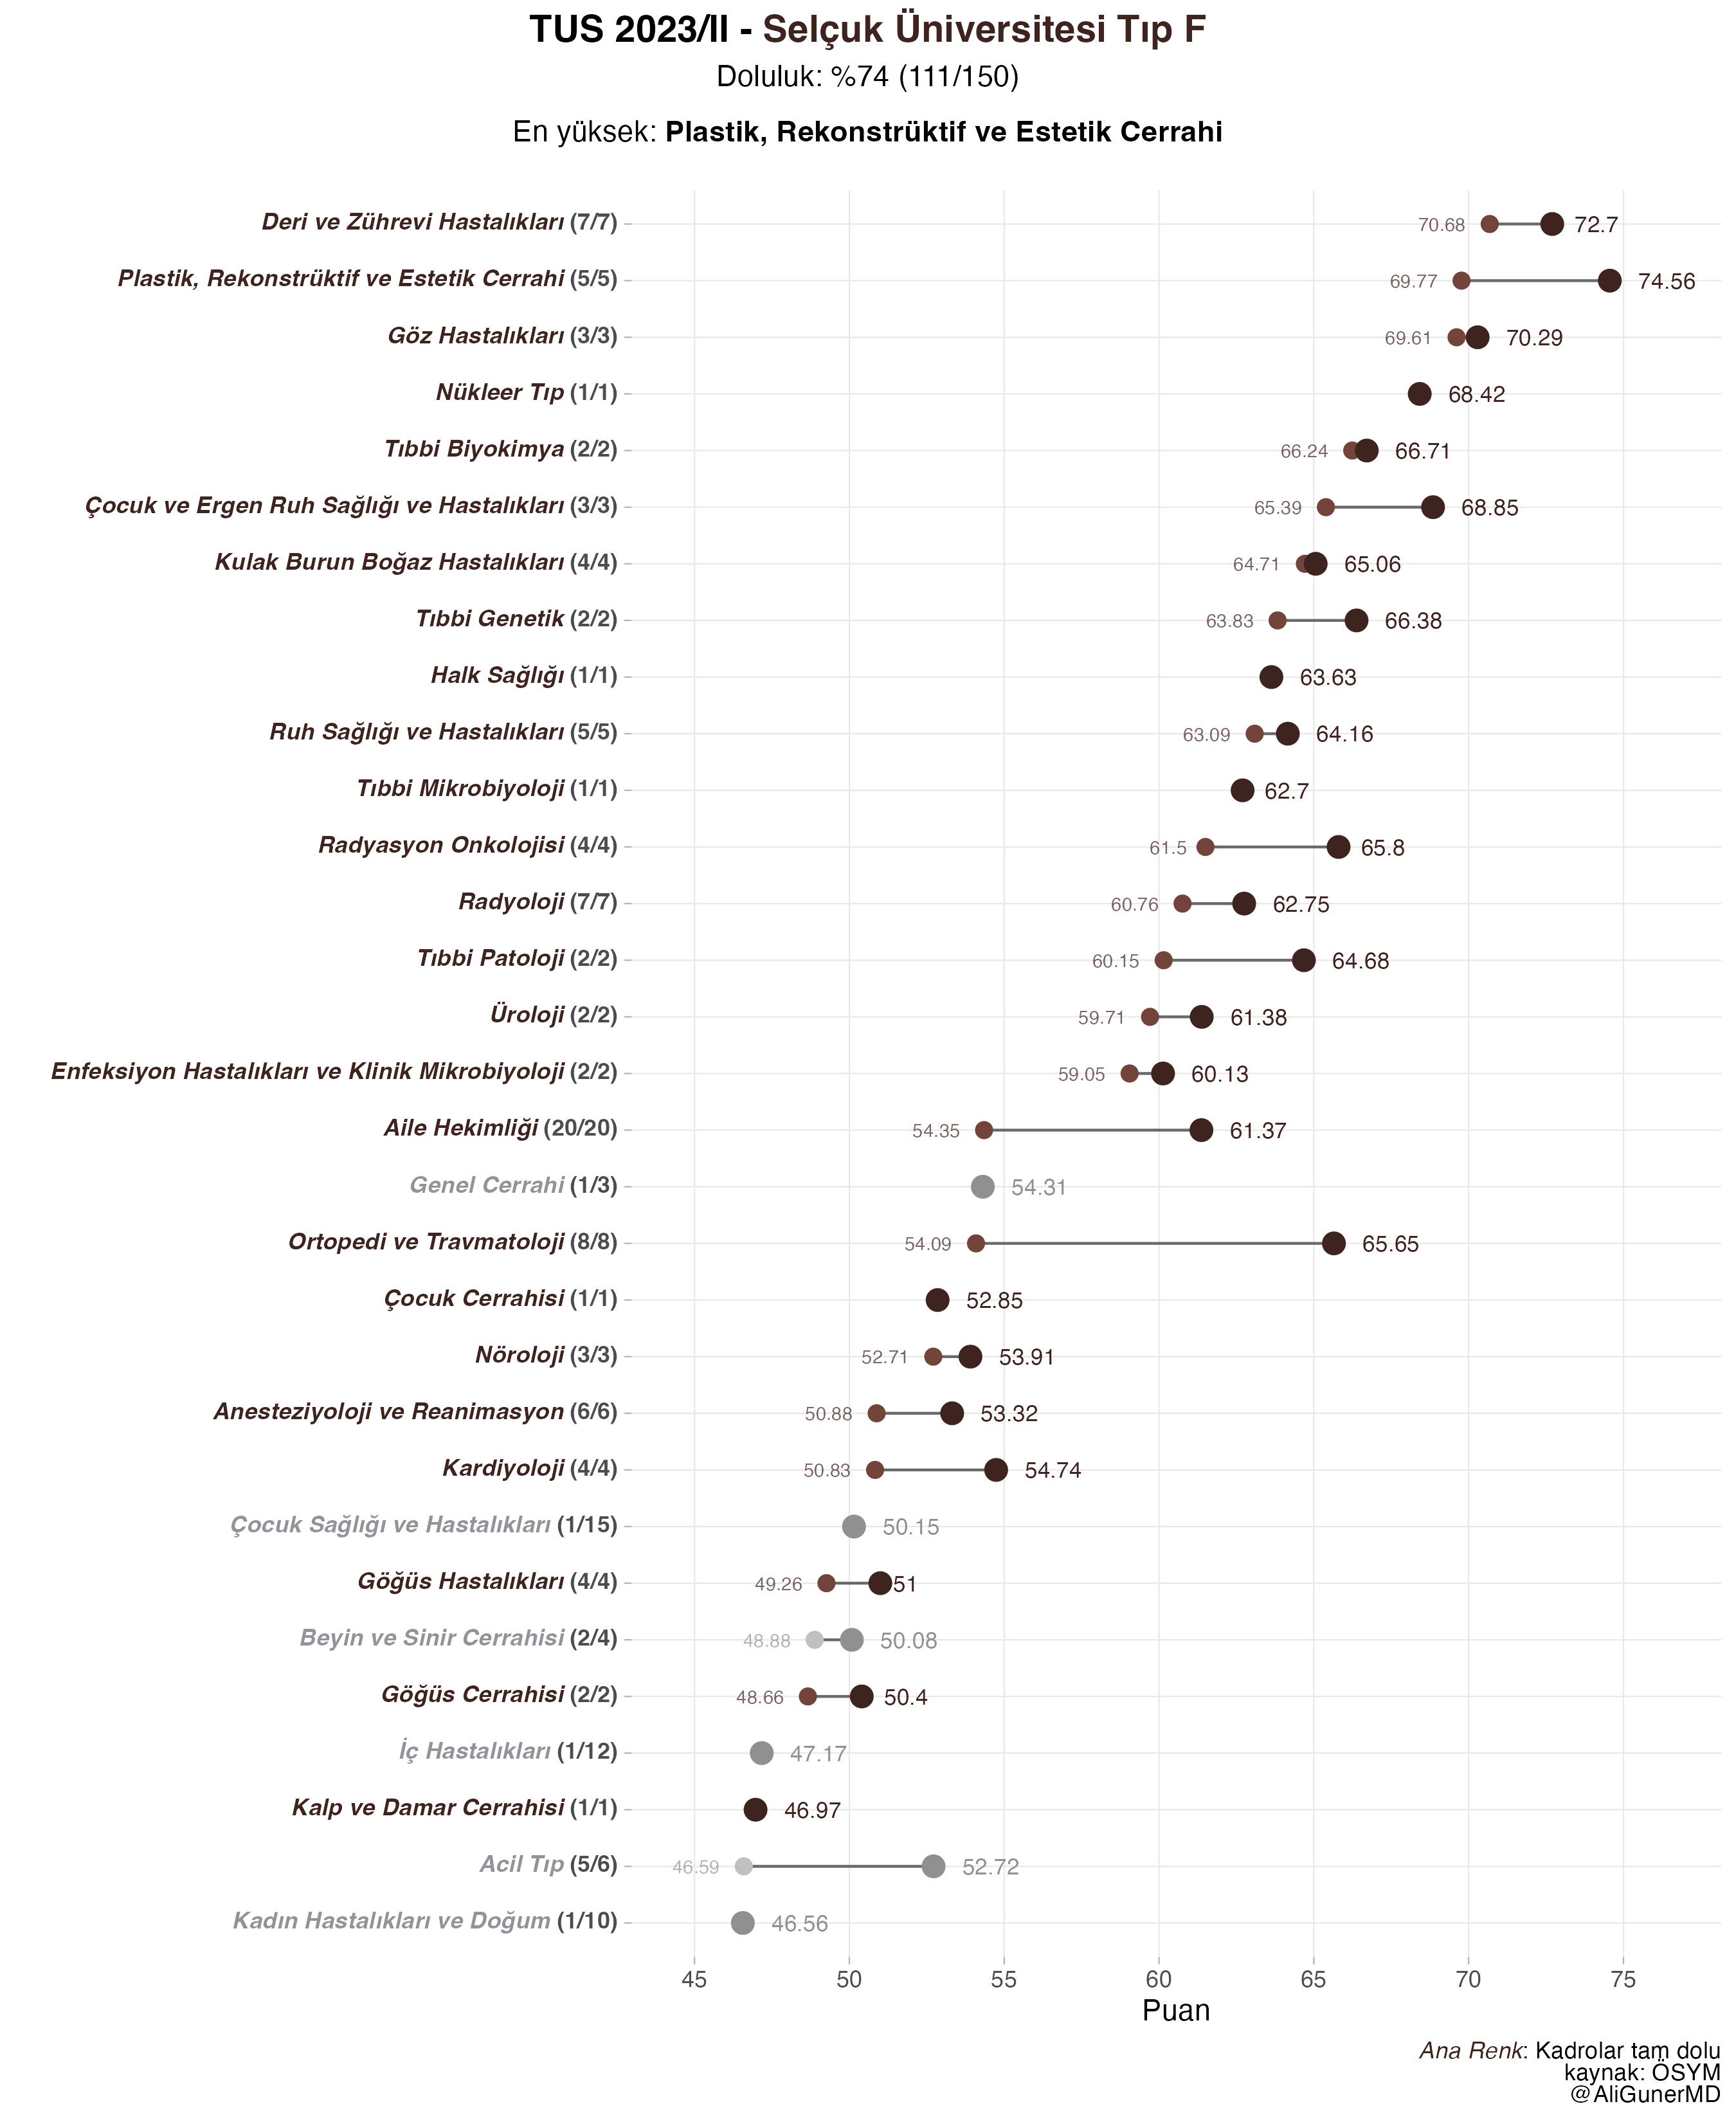 TUS 2023/II - Selçuk Üniversitesi Tıp F
Doluluk: %74 (111/150)
En yüksek: Plastik, Rekonstrüktif ve Estetik Cerrahi
Deri ve Zührevi Hastalıkları (7/7) 70.68 72.7
Plastik, Rekonstrüktif ve Estetik Cerrahi (5/5) 69.77 74.56
Göz Hastalıkları (3/3) 69.61 70.29
Nükleer Tıp (1/1) 68.42
Tıbbi Biyokimya (2/2) 66.24 66.71
Çocuk ve Ergen Ruh Sağlığı ve Hastalıkları (3/3) 65.39 68.85
Kulak Burun Boğaz Hastalıkları (4/4) 64.71 65.06
Tıbbi Genetik (2/2) 63.83 66.38
Halk Sağlığı (1/1) 63.63
Ruh Sağlığı ve Hastalıkları (5/5) 63.09 64.16
Tıbbi Mikrobiyoloji (1/1) 62.7
Radyasyon Onkolojisi (4/4) 61.5 65.8
Radyoloji (7/7) 60.76 62.75
Tıbbi Patoloji (2/2) 60.15 64.68
Üroloji (2/2) 59.71 61.38
Enfeksiyon Hastalıkları ve Klinik Mikrobiyoloji (2/2) 59.05 60.13
Aile Hekimliği (20/20) 54.35 61.37
Genel Cerrahi (1/3) 54.31
Ortopedi ve Travmatoloji (8/8) 54.09 65.65
Çocuk Cerrahisi (1/1) 52.85
Nöroloji (3/3) 52.71 53.91
Anesteziyoloji ve Reanimasyon (6/6) 50.88 53.32
Kardiyoloji (4/4) 50.83 54.74
Çocuk Sağlığı ve Hastalıkları (1/15) 50.15
Göğüs Hastalıkları (4/4) 49.26 51
Beyin ve Sinir Cerrahisi (2/4) 48.88 50.08
Göğüs Cerrahisi (2/2) 48.66 50.4
İç Hastalıkları (1/12) 47.17
Kalp ve Damar Cerrahisi (1/1) 46.97
Acil Tıp (5/6) 46.59 52.72
Kadın Hastalıkları ve Doğum (1/10) 46.56
45 50 55 60 65 70 75
Puan
Ana Renk: Kadrolar tam dolu
kaynak: ÖSYM
@AliGunerMD